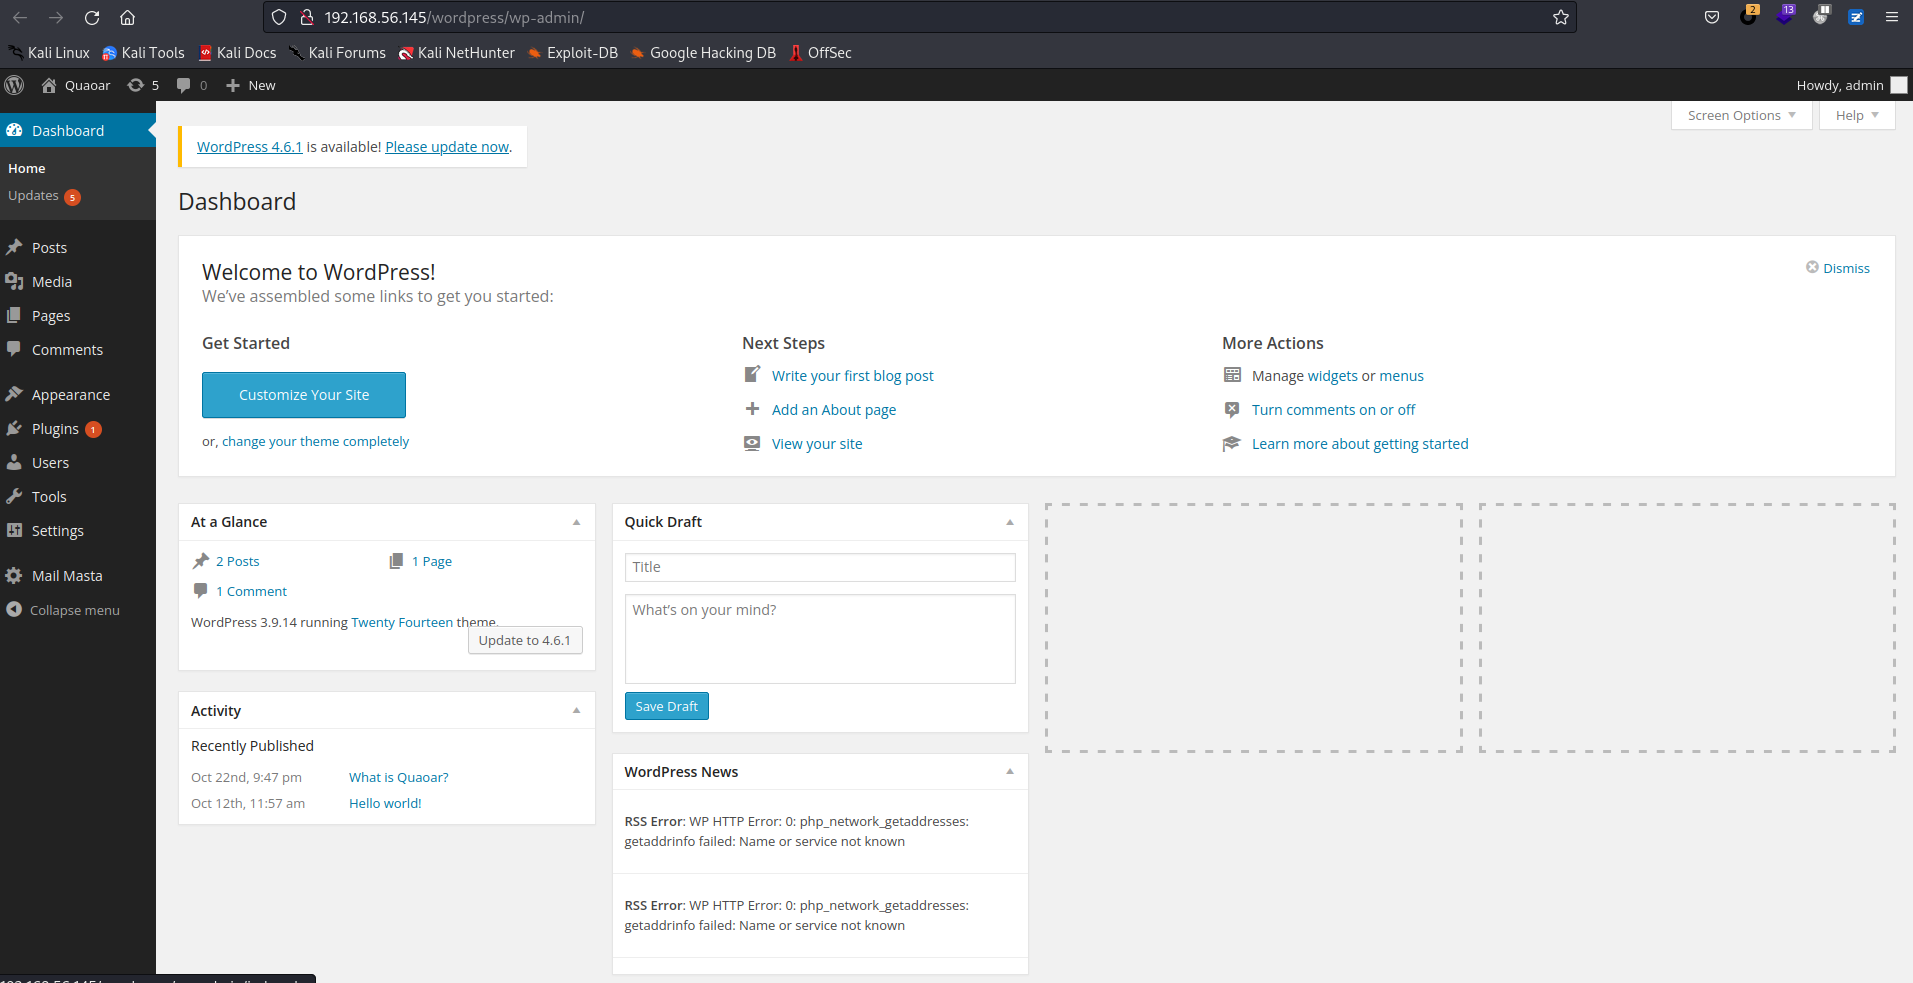 192.168.56.145/wordpress/wp-admin/
2
13
Kali Linux Kali Tools Kali Docs Kali Forums Kali NetHunter Exploit-DB Google Hacking DB OffSec
Quaoar 5 0 New Howdy, admin
Screen Options Help
Dashboard
Home
Updates 5
Posts
Media
Pages
Comments
Appearance
Plugins 1
Users
Tools
Settings
Mail Masta
Collapse menu
WordPress 4.6.1 is available! Please update now.
Dashboard
Welcome to WordPress!
We've assembled some links to get you started:
Dismiss
Get Started
Customize Your Site
or, change your theme completely
Next Steps
Write your first blog post
Add an About page
View your site
More Actions
Manage widgets or menus
Turn comments on or off
Learn more about getting started
At a Glance
2 Posts 1 Page
1 Comment
WordPress 3.9.14 running Twenty Fourteen theme.
Update to 4.6.1
Activity
Recently Published
Oct 22nd, 9:47 pm What is Quaoar?
Oct 12th, 11:57 am Hello world!
Quick Draft
Title
What's on your mind?
Save Draft
WordPress News
RSS Error: WP HTTP Error: 0: php_network_getaddresses:
getaddrinfo failed: Name or service not known
RSS Error: WP HTTP Error: 0: php_network_getaddresses:
getaddrinfo failed: Name or service not known